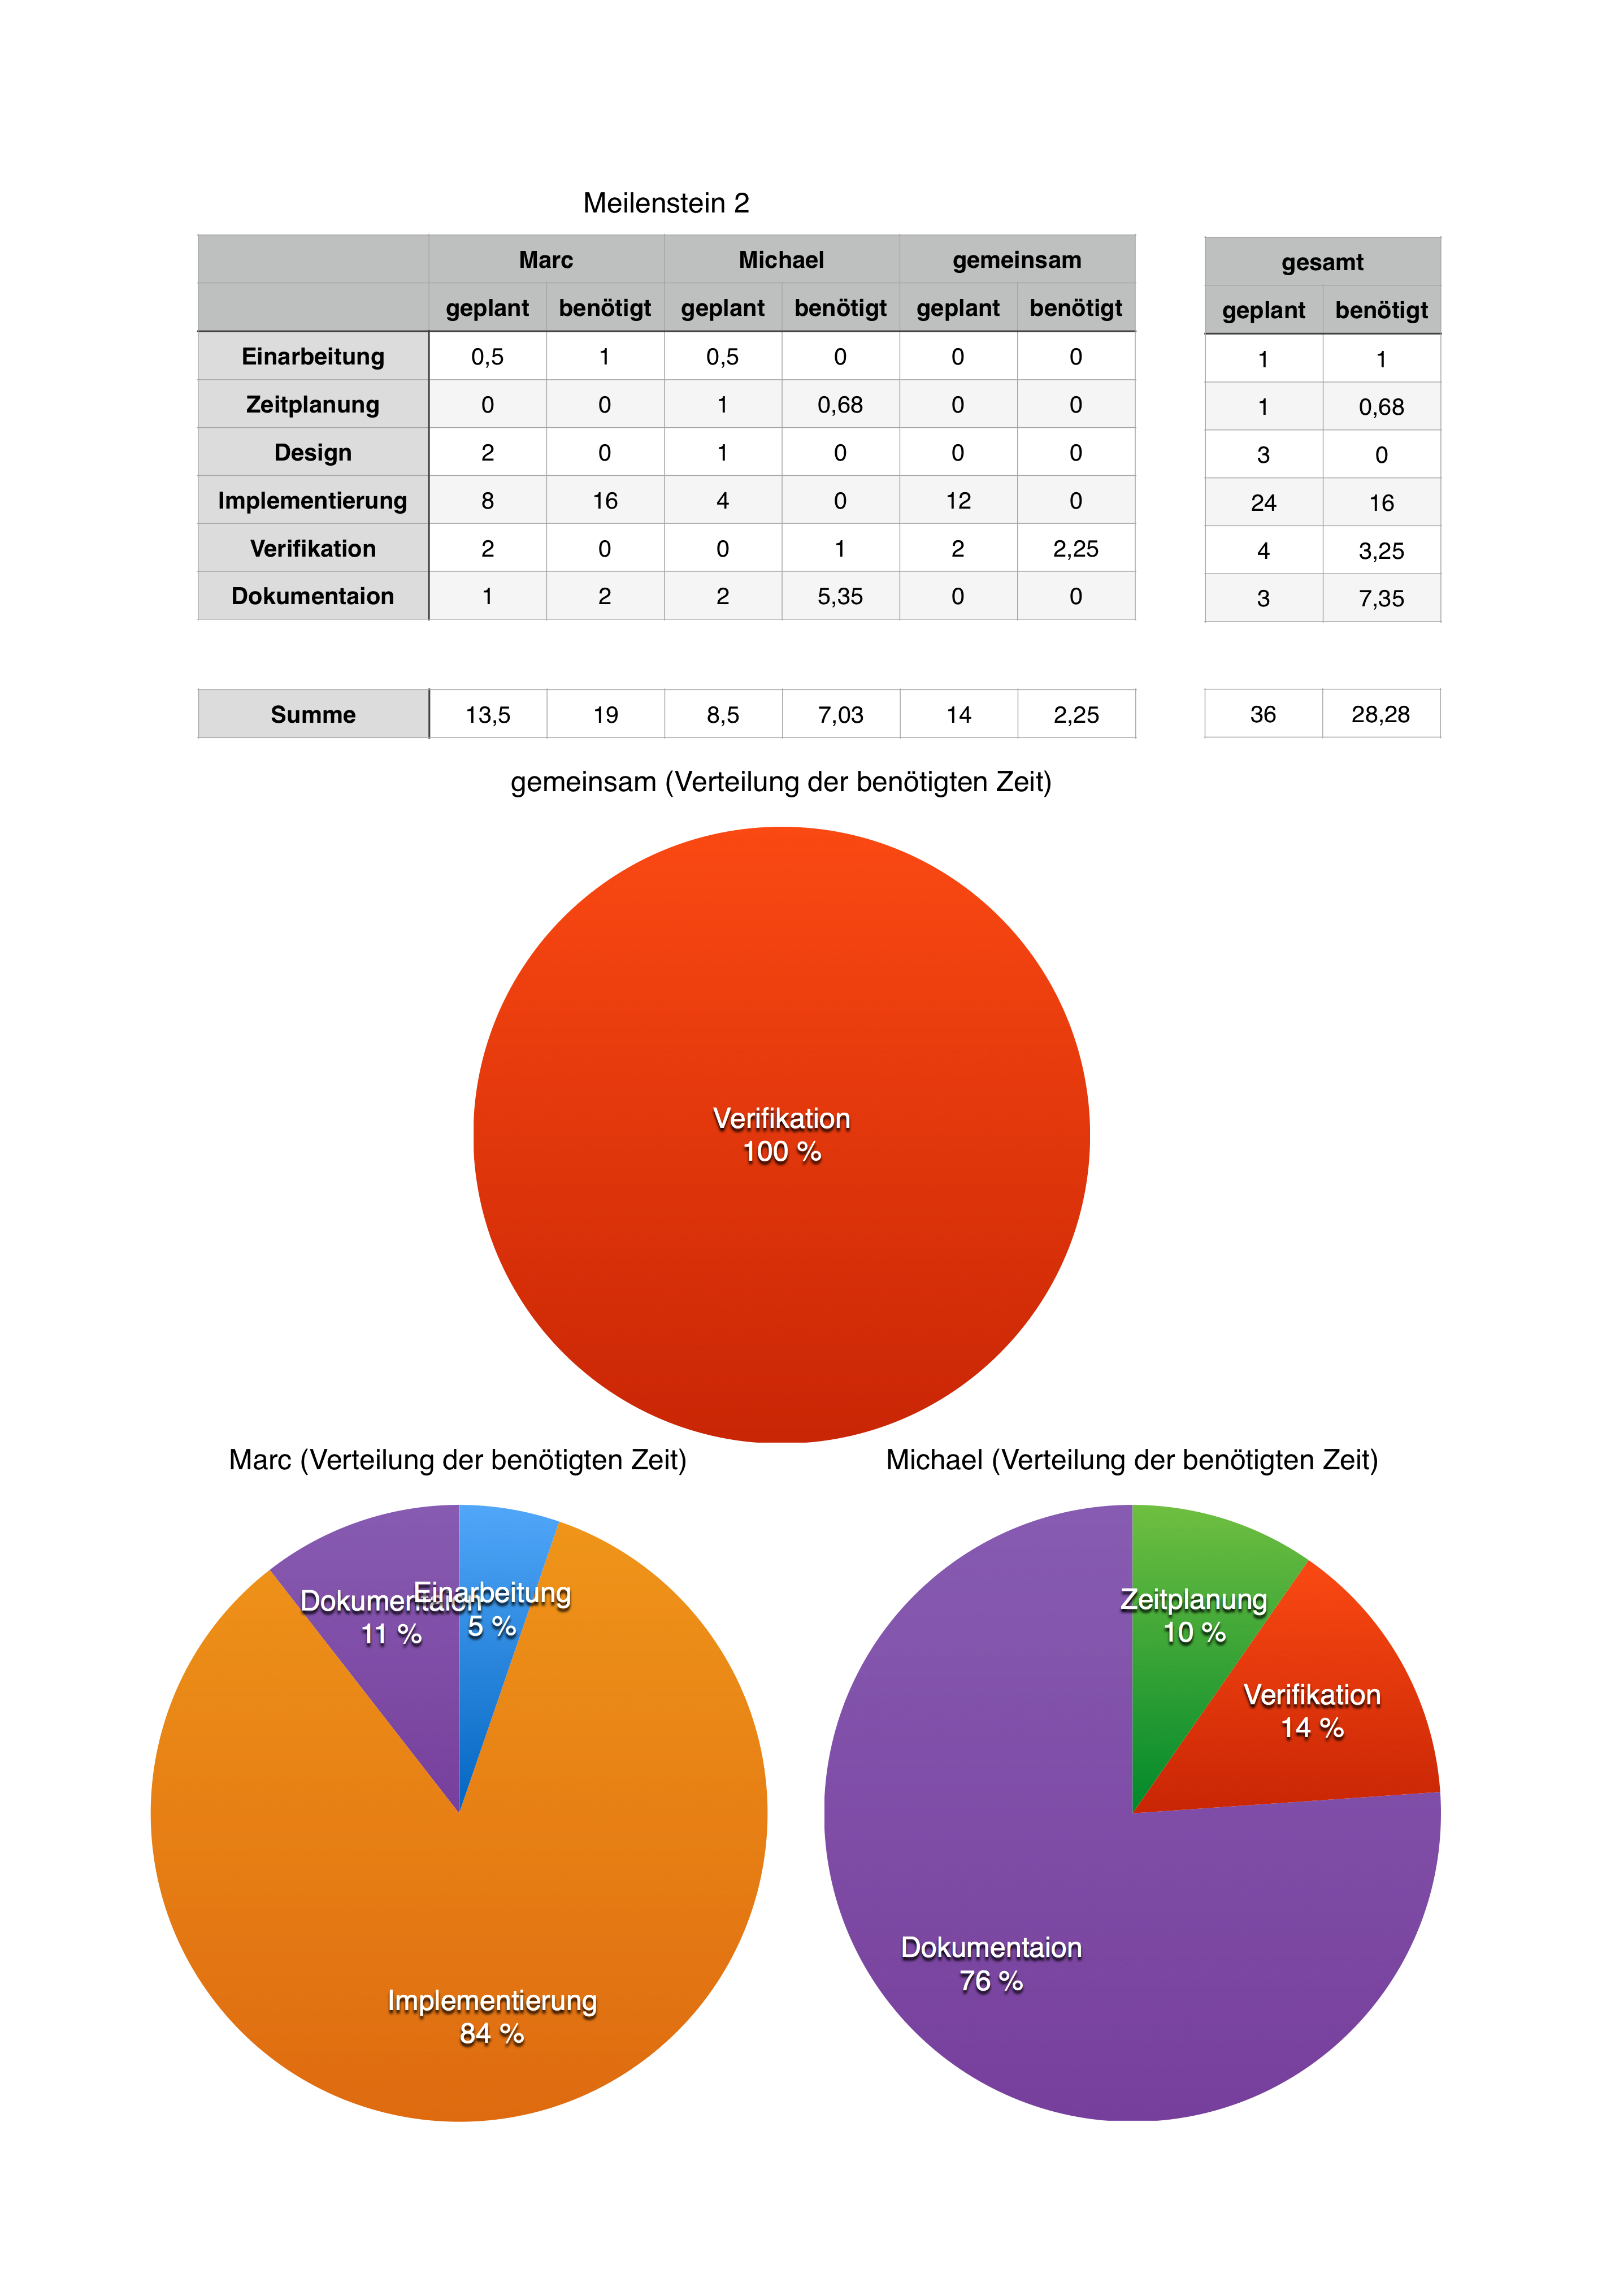 Meilenstein 2
Marc Michael gemeinsam gesamt
geplant benötigt geplant benötigt geplant benötigt geplant benötigt
Einarbeitung 0,5 1 0,5 0 0 0 1 1
Zeitplanung 0 0 1 0,68 0 0 1 0,68
Design 2 0 1 0 0 0 3 0
Implementierung 8 16 4 0 12 0 24 16
Verifikation 2 0 0 1 2 2,25 4 3,25
Dokumentaion 1 2 2 5,35 0 0 3 7,35
Summe 13,5 19 8,5 7,03 14 2,25 36 28,28
gemeinsam (Verteilung der benötigten Zeit)
Verifikation
100 %
Marc (Verteilung der benötigten Zeit)
Dokumentaion
11 %
Einarbeitung
5 %
Implementierung
84 %
Michael (Verteilung der benötigten Zeit)
Zeitplanung
10 %
Verifikation
14 %
Dokumentaion
76 %